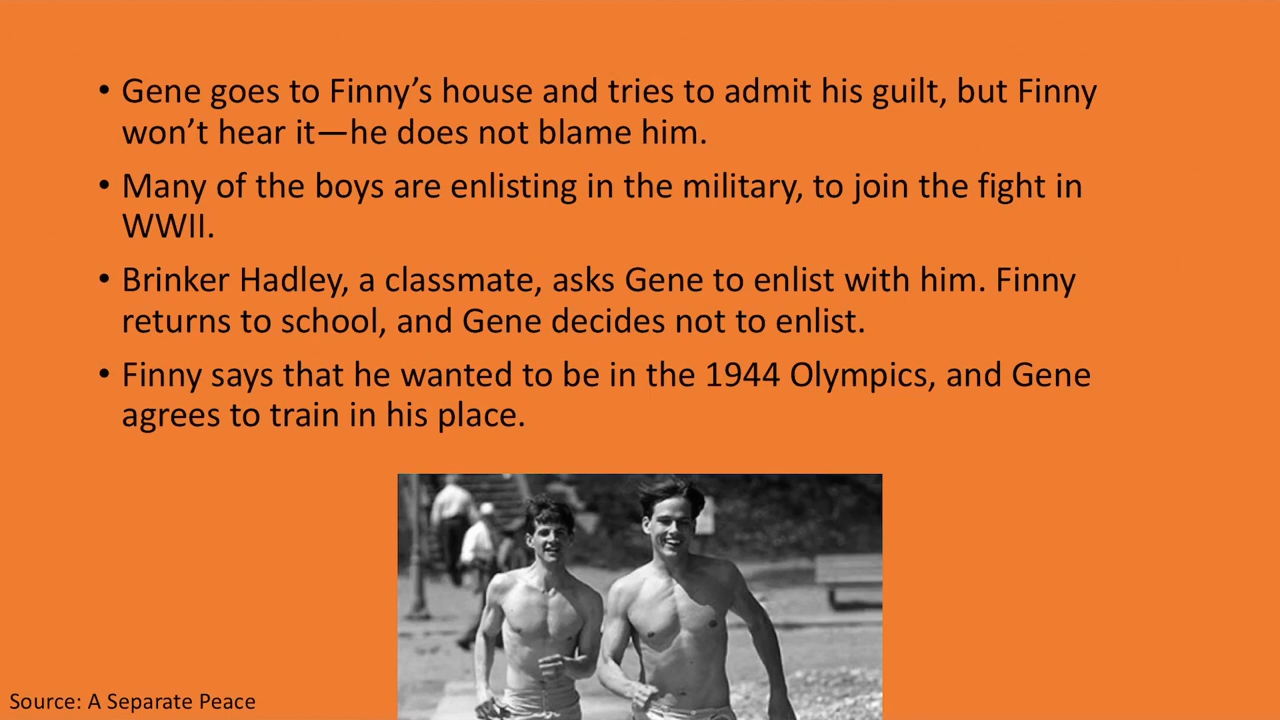 • Gene goes to Finny’s house and tries to admit his guilt, but Finny
won’t hear it—he does not blame him.
• Many of the boys are enlisting in the military, to join the fight in
WWII.
• Brinker Hadley, a classmate, asks Gene to enlist with him. Finny
returns to school, and Gene decides not to enlist.
• Finny says that he wanted to be in the 1944 Olympics, and Gene
agrees to train in his place.
Source: A Separate Peace